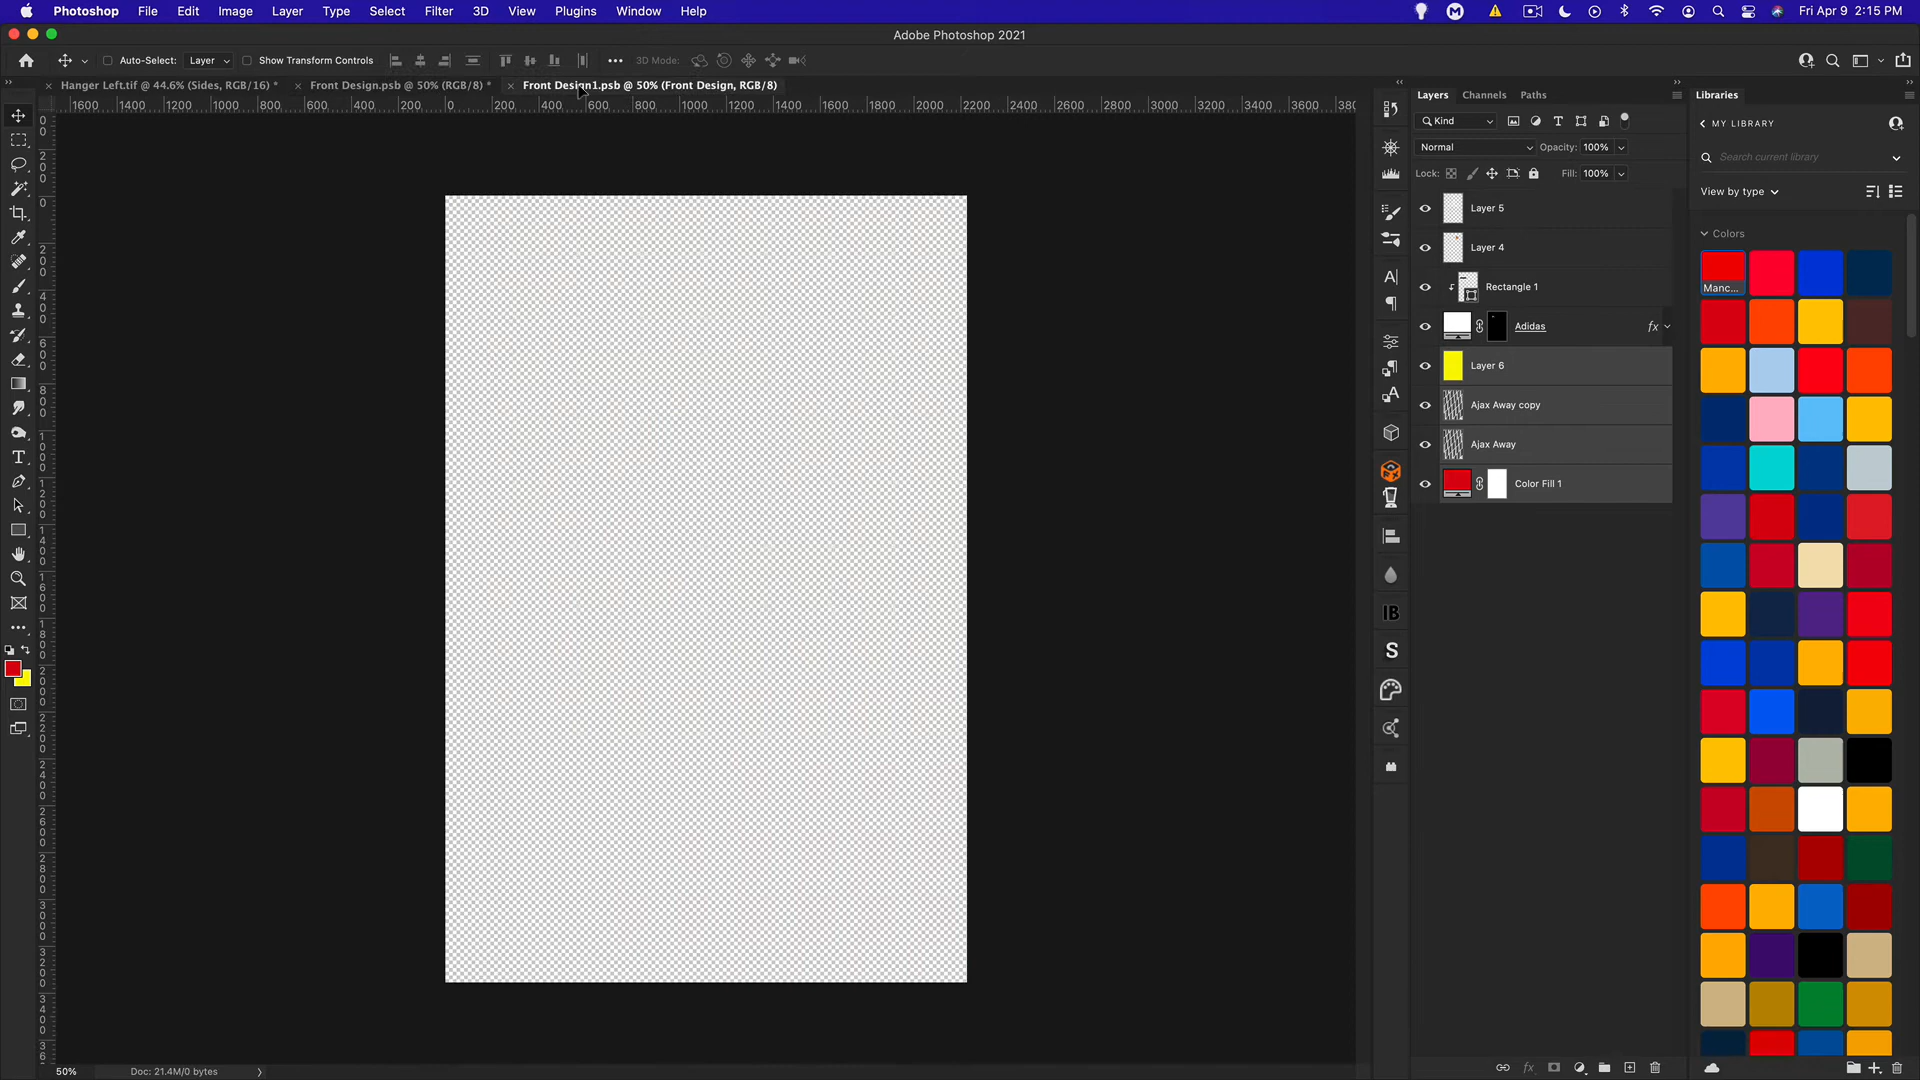 Photoshop File Edit Image Layer Type Select Filter 3D View Plugins Window Help Fri Apr 9 2:15 PM
Adobe Photoshop 2021
Auto-Select: Layer Show Transform Controls 3D Mode:
Hanger Left.tif @ 44.6% (Sides, RGB/16) * Front Design.psb @ 50% (RGB/8) * Front Design1.psb @ 50% (Front Design, RGB/8)
1600 1400 1200 1000 800 600 400 200 0 200 400 600 800 1000 1200 1400 1600 1800 2000 2200 2400 2600 2800 3000 3200 3400 3600 380
Layers Channels Paths
Kind
Normal Opacity: 100%
Lock: Fill: 100%
Layer 5
Layer 4
Rectangle 1
Adidas fx
Layer 6
Ajax Away copy
Ajax Away
Color Fill 1
Libraries
MY LIBRARY
Search current library
View by type
Colors
Manc...
IB
S
50% Doc: 21.4M/0 bytes